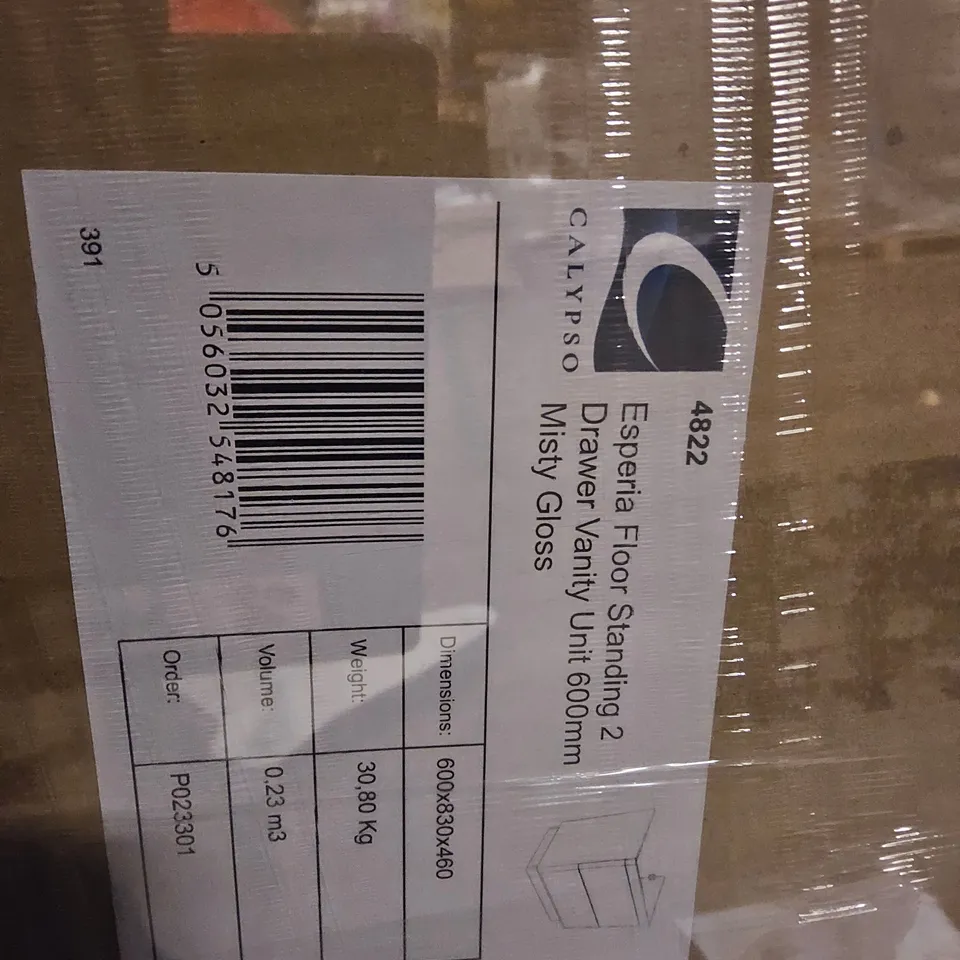 CALYPSO
4822
Esperia Floor Standing 2
Drawer Vanity Unit 600mm
Misty Gloss
5 056032 548176
Dimensions: 600x830x460
Weight: 30,80 Kg
Volume: 0,23 m3
Order: P023301
391